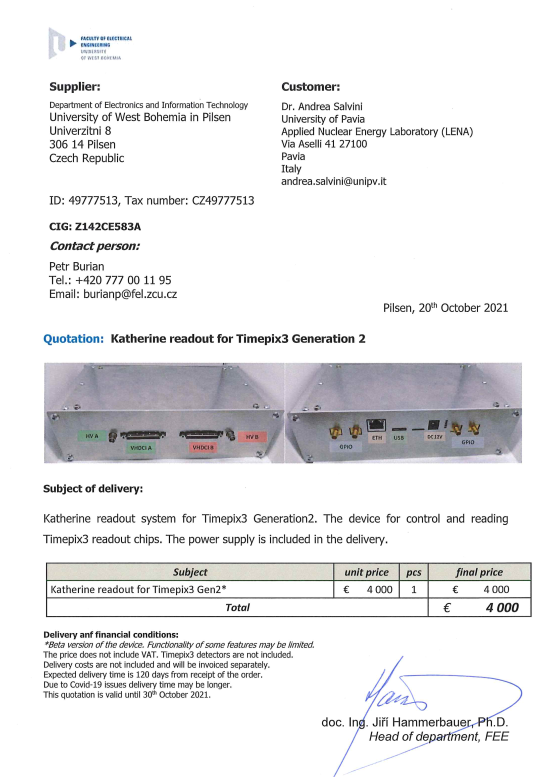 FACULTY OF ELECTRICAL
ENGINEERING
UNIVERSITY
OF WEST BOHEMIA
Supplier:
Department of Electronics and Information Technology
University of West Bohemia in Pilsen
Univerzitni 8
306 14 Pilsen
Czech Republic
ID: 49777513, Tax number: CZ49777513
CIG: Z142CE583A
Contact person:
Petr Burian
Tel.: +420 777 00 11 95
Email: burianp@fel.zcu.cz
Customer:
Dr. Andrea Salvini
University of Pavia
Applied Nuclear Energy Laboratory (LENA)
Via Aselli 41 27100
Pavia
Italy
andrea.salvini@unipv.it
Pilsen, 20th October 2021
Quotation: Katherine readout for Timepix3 Generation 2
HV A
VHDCI A
VHDCI B
HV B
GPIO
ETH
USB
DC12V
GPIO
Subject of delivery:
Katherine readout system for Timepix3 Generation2. The device for control and reading
Timepix3 readout chips. The power supply is included in the delivery.
Subject unit price pcs final price
Katherine readout for Timepix3 Gen2* € 4 000 1 € 4 000
Total € 4 000
Delivery anf financial conditions:
*Beta version of the device. Functionality of some features may be limited.
The price does not include VAT. Timepix3 detectors are not included.
Delivery costs are not included and will be invoiced separately.
Expected delivery time is 120 days from receipt of the order.
Due to Covid-19 issues delivery time may be longer.
This quotation is valid until 30th October 2021.
doc. Ing. Jiří Hammerbauer, Ph.D.
Head of department, FEE